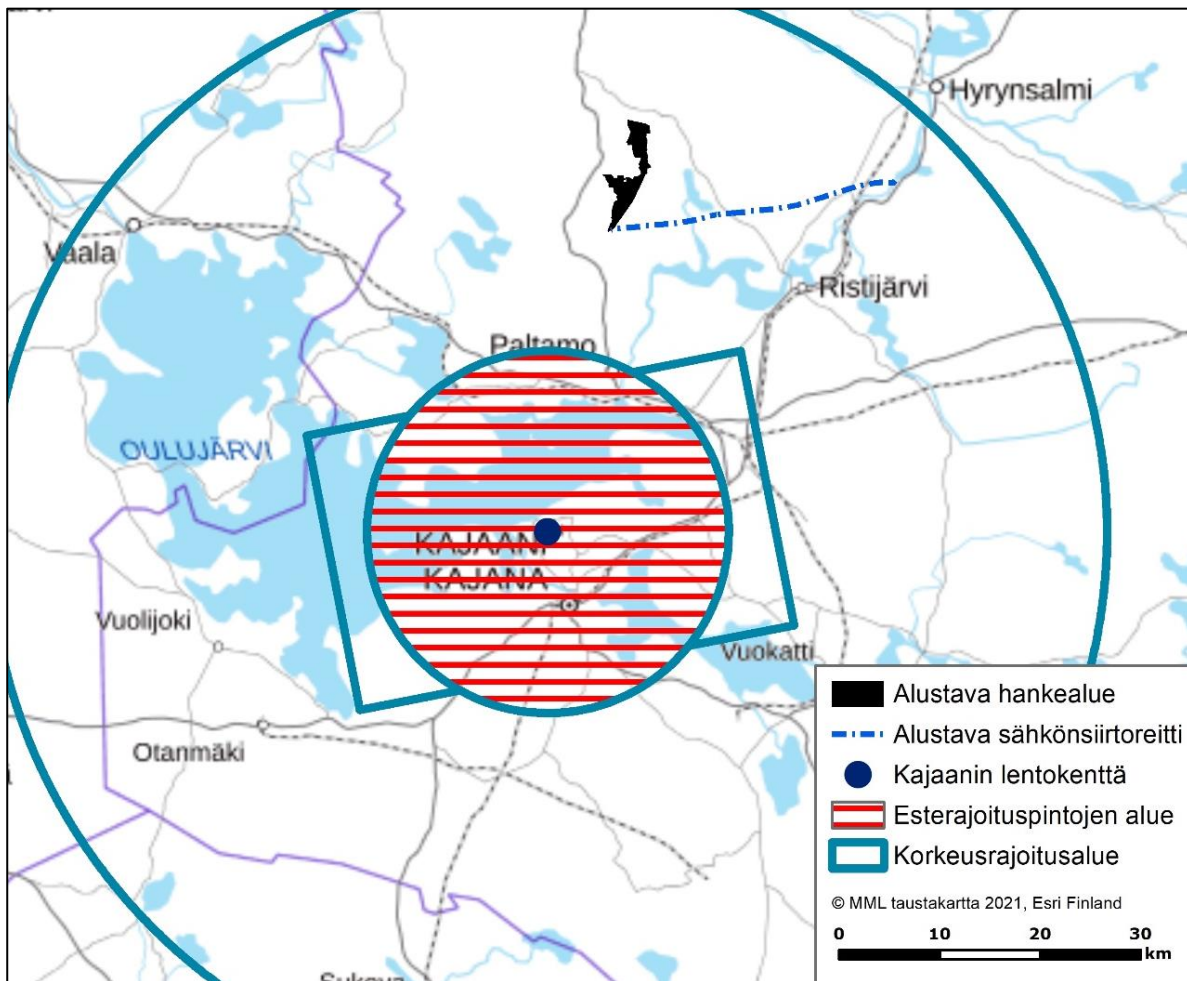 Hyrynsalmi
Vaala
Ristijärvi
Paltamo
OULUJÄRVI
KAJAANI
KAJANA
Vuolijoki
Vuokatti
Otanmäki
Alustava hankealue
Alustava sähkönsiirtoreitti
Kajaanin lentokenttä
Esterajoituspintojen alue
Korkeusrajoitusalue
© MML taustakartta 2021, Esri Finland
0 10 20 30
km